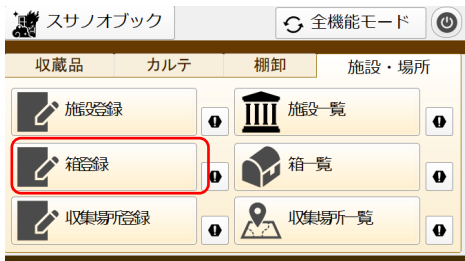 スサノオブック 全機能モード
収蔵品 カルテ 棚卸 施設・場所
施設登録 施設一覧
箱登録 箱一覧
収集場所登録 収集場所一覧